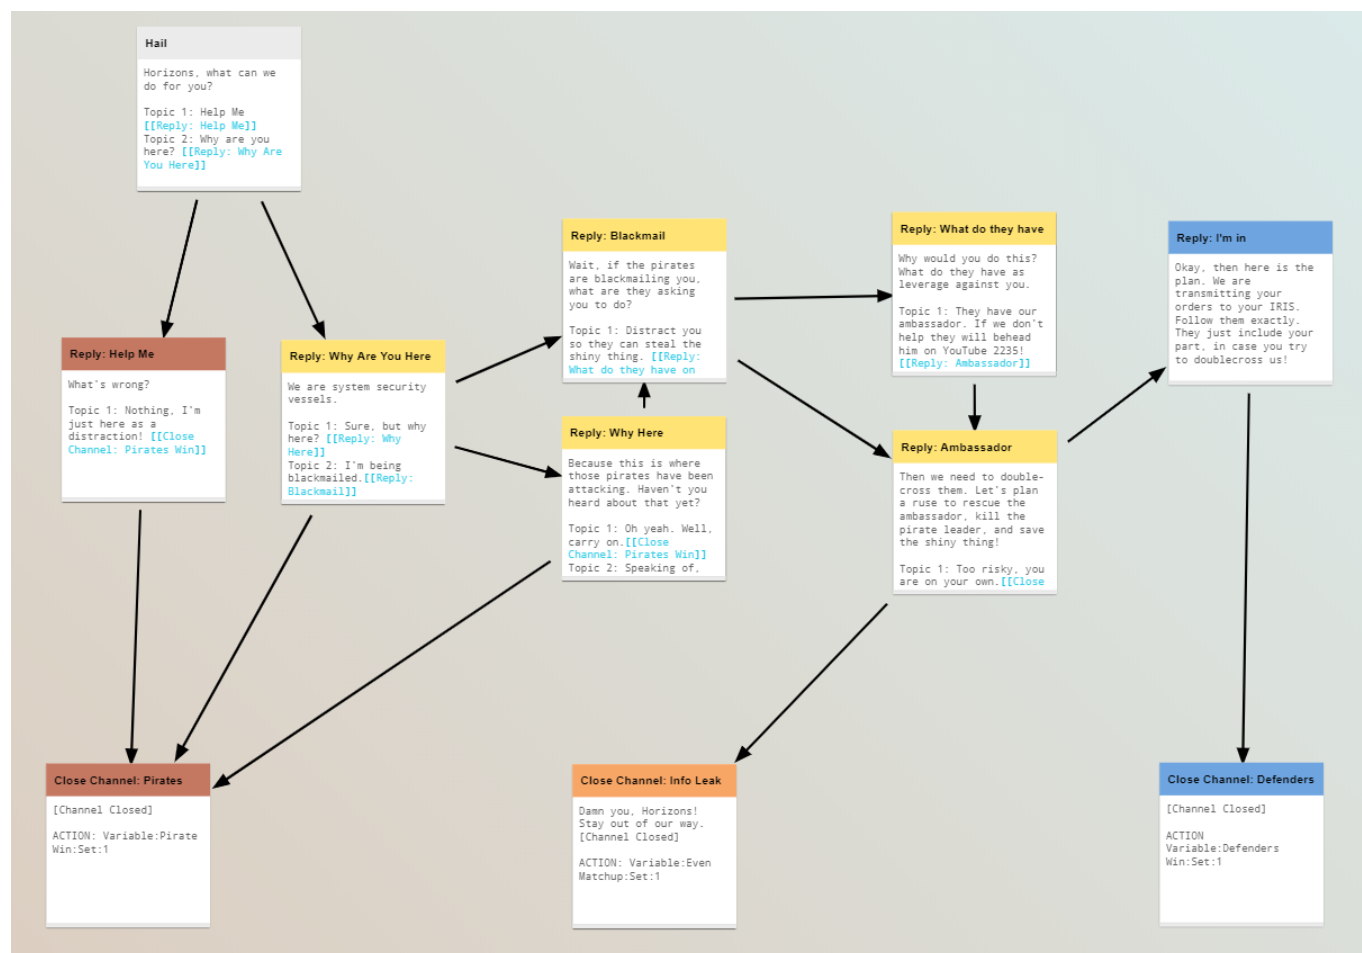 Hail
Horizons, what can we
do for you?
Topic 1: Help Me
[[Reply: Help Me]]
Topic 2: Why are you
here? [[Reply: Why Are
You Here]]
Reply: Help Me
What's wrong?
Topic 1: Nothing, I'm
just here as a
distraction! [[Close
Channel: Pirates Win]]
Reply: Why Are You Here
We are system security
vessels.
Topic 1: Sure, but why
here? [[Reply: Why
Here]]
Topic 2: I'm being
blackmailed.[[Reply:
Blackmail]]
Reply: Blackmail
Wait, if the pirates
are blackmailing you,
what are they asking
you to do?
Topic 1: Distract you
so they can steal the
shiny thing. [[Reply:
What do they have on
Reply: Why Here
Because this is where
those pirates have been
attacking. Haven't you
heard about that yet?
Topic 1: Oh yeah. Well,
carry on.[[Close
Channel: Pirates Win]]
Topic 2: Speaking of,
Reply: What do they have
Why would you do this?
What do they have as
leverage against you.
Topic 1: They have our
ambassador. If we don't
help they will behead
him on YouTube 2235!
[[Reply: Ambassador]]
Reply: Ambassador
Then we need to double-
cross them. Let's plan
a ruse to rescue the
ambassador, kill the
pirate leader, and save
the shiny thing!
Topic 1: Too risky, you
are on your own.[[Close
Reply: I'm in
Okay, then here is the
plan. We are
transmitting your
orders to your IRIS.
Follow them exactly.
They just include your
part, in case you try
to doublecross us!
Close Channel: Pirates
[Channel Closed]
ACTION: Variable:Pirate
Win:Set:1
Close Channel: Info Leak
Damn you, Horizons!
Stay out of our way.
[Channel Closed]
ACTION: Variable:Even
Matchup:Set:1
Close Channel: Defenders
[Channel Closed]
ACTION
Variable:Defenders
Win:Set:1